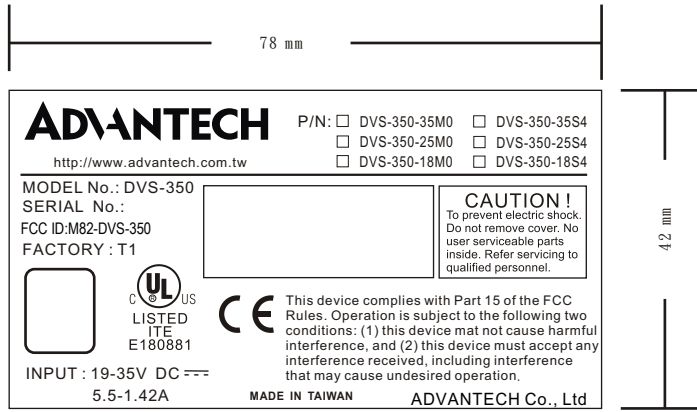 78 mm
ADVANTECH
http://www.advantech.com.tw
P/N: ☐ DVS-350-35M0 ☐ DVS-350-35S4
☐ DVS-350-25M0 ☐ DVS-350-25S4
☐ DVS-350-18M0 ☐ DVS-350-18S4
MODEL No.: DVS-350
SERIAL No.:
FCC ID:M82-DVS-350
FACTORY : T1
CAUTION !
To prevent electric shock.
Do not remove cover. No
user serviceable parts
inside. Refer servicing to
qualified personnel.
42 mm
C UL ® US
LISTED
ITE
E180881
CE
This device complies with Part 15 of the FCC
Rules. Operation is subject to the following two
conditions: (1) this device mat not cause harmful
interference, and (2) this device must accept any
interference received, including interference
that may cause undesired operation.
INPUT : 19-35V DC ⎓
5.5-1.42A
MADE IN TAIWAN
ADVANTECH Co., Ltd